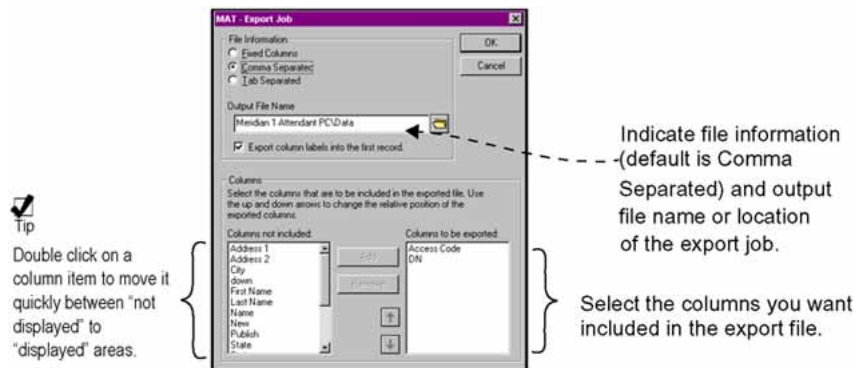 MAT - Export Job
File Information
Fixed Columns
Comma Separated
Tab Separated
OK
Cancel
Output File Name
Meridian 1 Attendant PC\Data
Export column labels into the first record.
Columns
Select the columns that are to be included in the exported file. Use
the up and down arrows to change the relative position of the
exported columns.
Columns not included:
Address 1
Address 2
City
down
First Name
Last Name
Name
New
Publish
State
Add
Remove
Columns to be exported:
Access Code
DN
Indicate file information
(default is Comma
Separated) and output
file name or location
of the export job.
Select the columns you want
included in the export file.
Tip
Double click on a
column item to move it
quickly between “not
displayed” to
“displayed” areas.